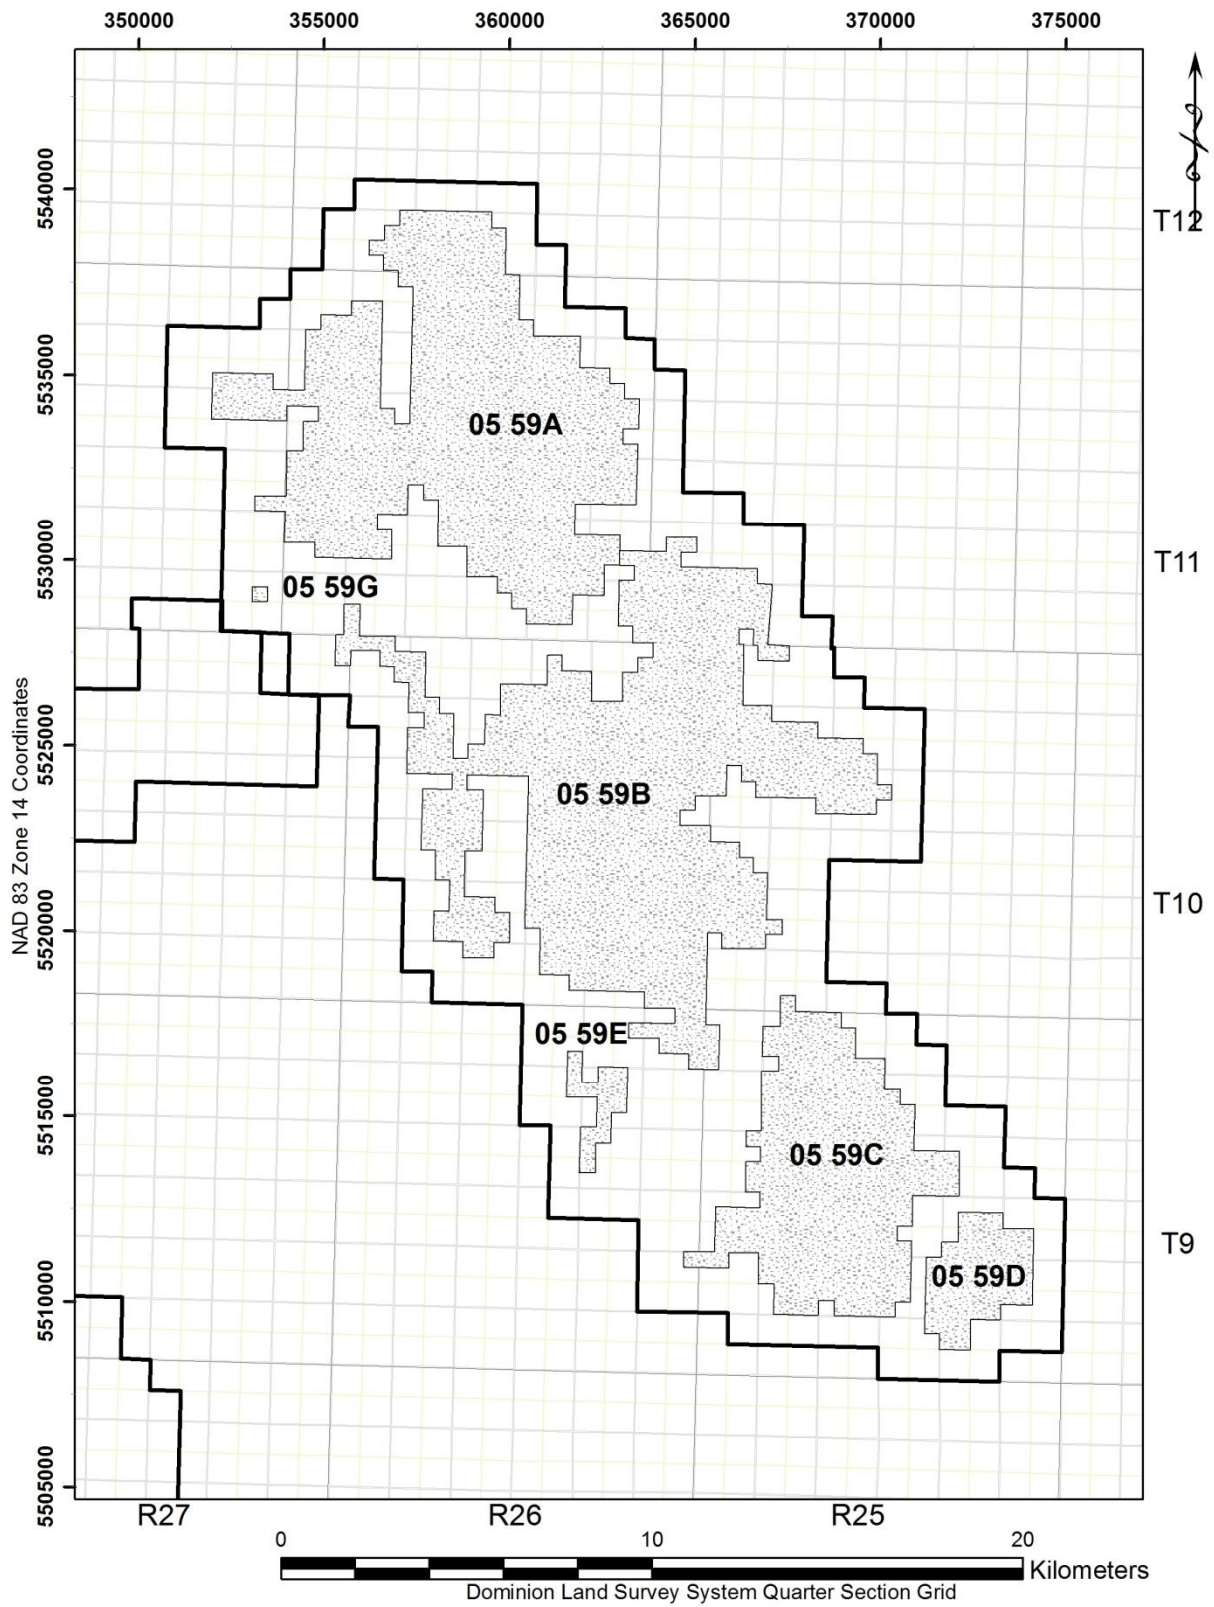 350000 355000 360000 365000 370000 375000
5540000
T12
5535000
05 59A
5530000
T11
05 59G
NAD 83 Zone 14 Coordinates
5525000
05 59B
5520000
T10
05 59E
5515000
05 59C
T9
05 59D
5510000
5505000
R27 R26 R25
0 10 20
Kilometers
Dominion Land Survey System Quarter Section Grid